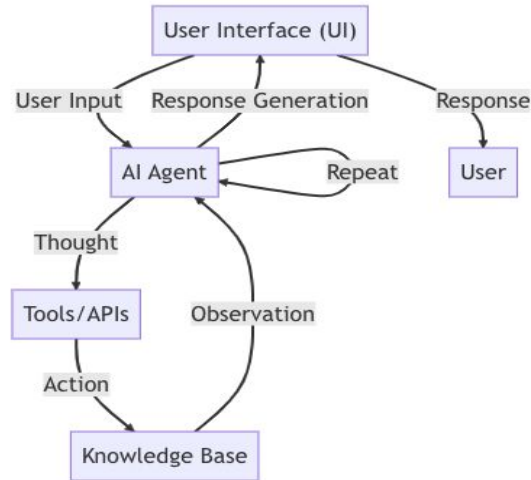 User Interface (UI)
User Input
Response Generation
Response
AI Agent
Repeat
User
Thought
Tools/APIs
Observation
Action
Knowledge Base